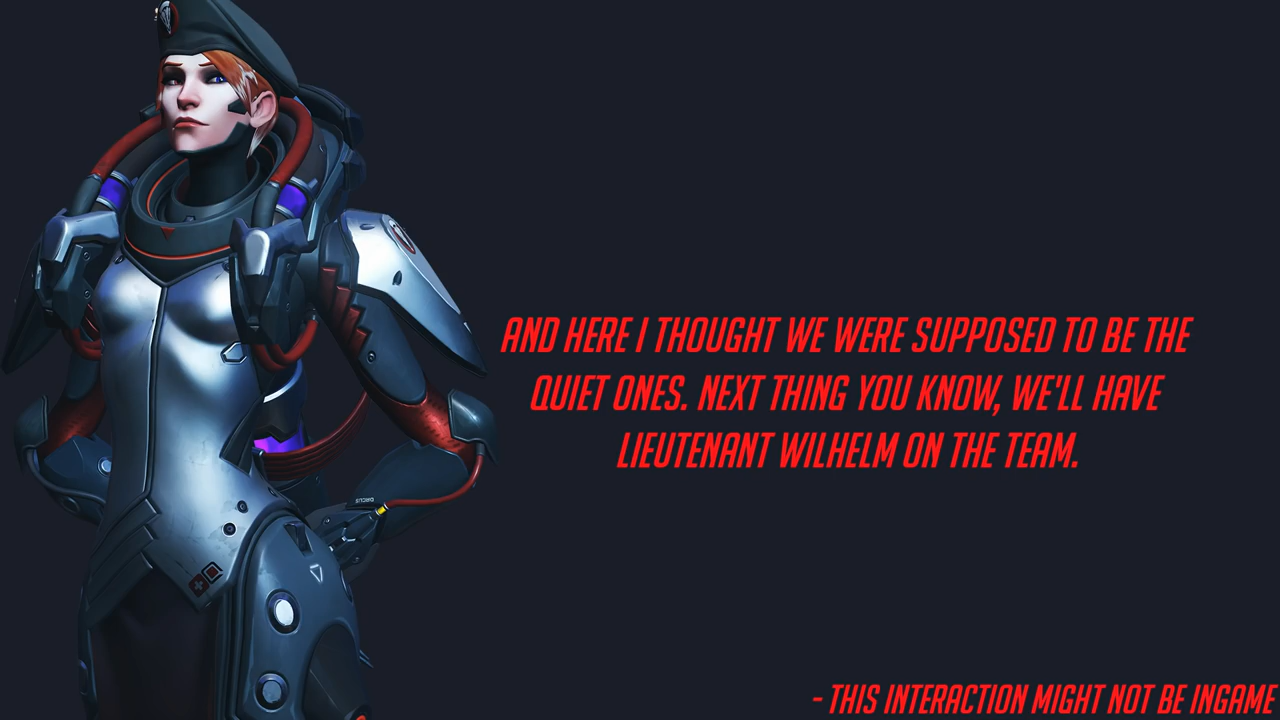 AND HERE I THOUGHT WE WERE SUPPOSED TO BE THE
QUIET ONES. NEXT THING YOU KNOW, WE'LL HAVE
LIEUTENANT WILHELM ON THE TEAM.
- THIS INTERACTION MIGHT NOT BE INGAME